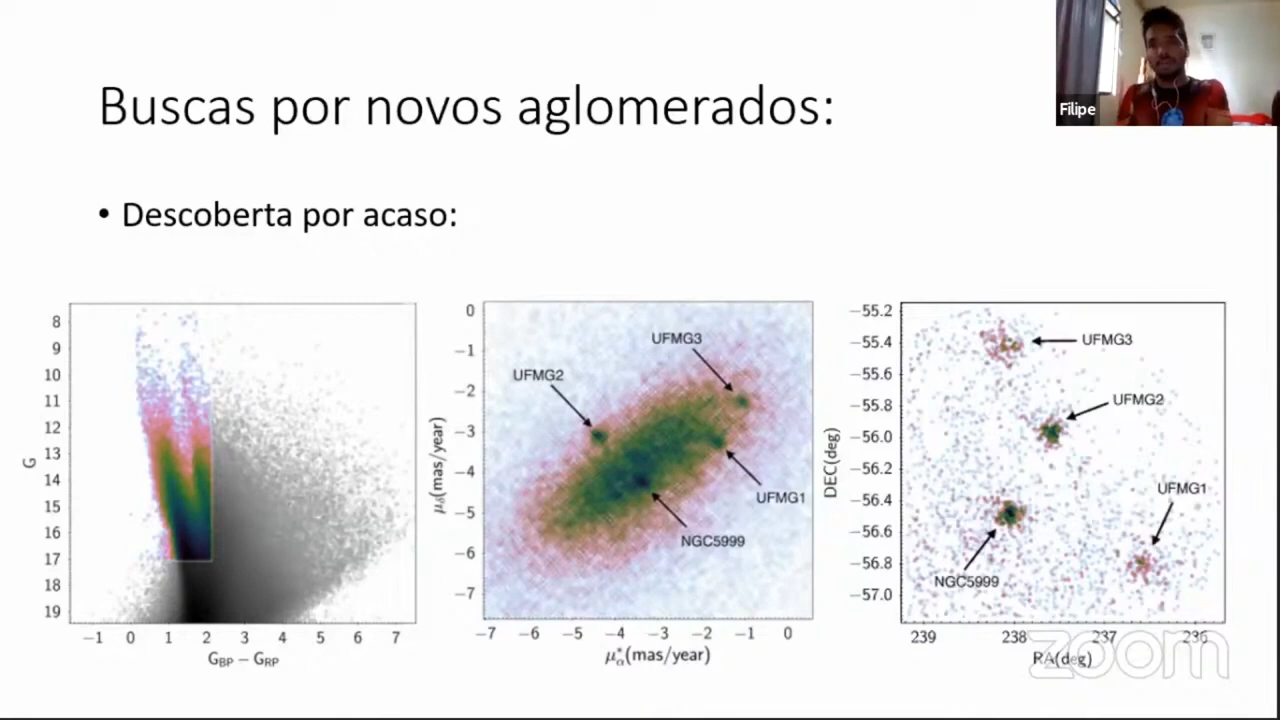 Buscas por novos aglomerados:
Filipe
• Descoberta por acaso:
8
9
10
11
12
13
14
15
16
17
18
19
G
−1 0 1 2 3 4 5 6 7
G_BP − G_RP
0
−1
−2
−3
−4
−5
−6
−7
μδ(mas/year)
UFMG3
UFMG2
UFMG1
NGC5999
−7 −6 −5 −4 −3 −2 −1 0
μ*α(mas/year)
−55.2
−55.4
−55.6
−55.8
−56.0
−56.2
−56.4
−56.6
−56.8
−57.0
DEC(deg)
UFMG3
UFMG2
UFMG1
NGC5999
239 238 237 236
RA(deg)
zoom